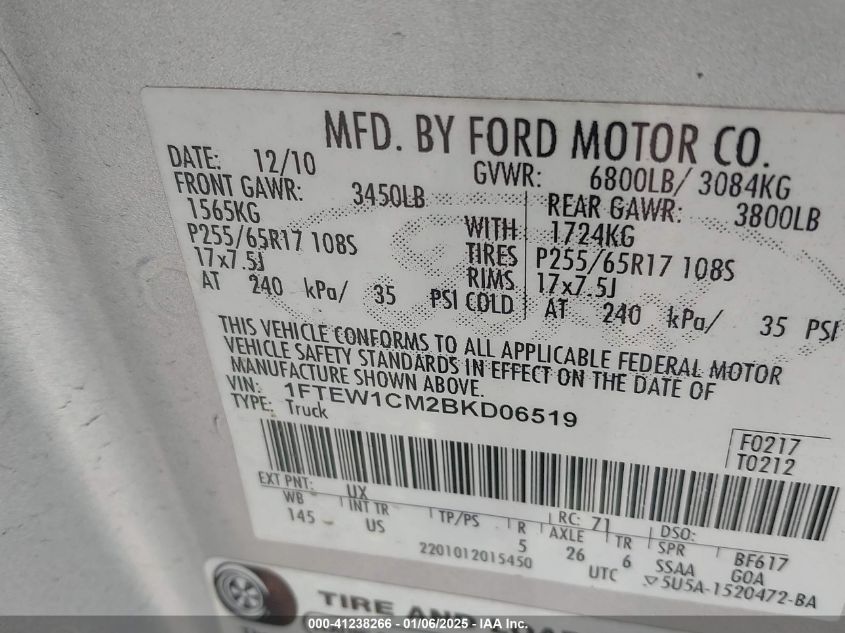 MFD. BY FORD MOTOR CO.
DATE: 12/10 GVWR: 6800LB/ 3084KG
FRONT GAWR: 3450LB REAR GAWR: 3800LB
1565KG WITH 1724KG
P255/65R17 108S TIRES P255/65R17 108S
17x7.5J RIMS 17x7.5J
AT 240 kPa/ 35 PSI COLD AT 240 kPa/ 35 PSI
THIS VEHICLE CONFORMS TO ALL APPLICABLE FEDERAL MOTOR
VEHICLE SAFETY STANDARDS IN EFFECT ON THE DATE OF
MANUFACTURE SHOWN ABOVE.
VIN: 1FTEW1CM2BKD06519
TYPE: Truck
F0217
T0212
EXT PNT: UX RC: 71 DSO:
WB INT TR TP/PS R AXLE TR SPR BF617
145 US 5 26 6 SSAA GOA
2201012015450 UTC 5U5A-1520472-BA
TIRE AND
000-41238266 - 01/06/2025 - IAA Inc.